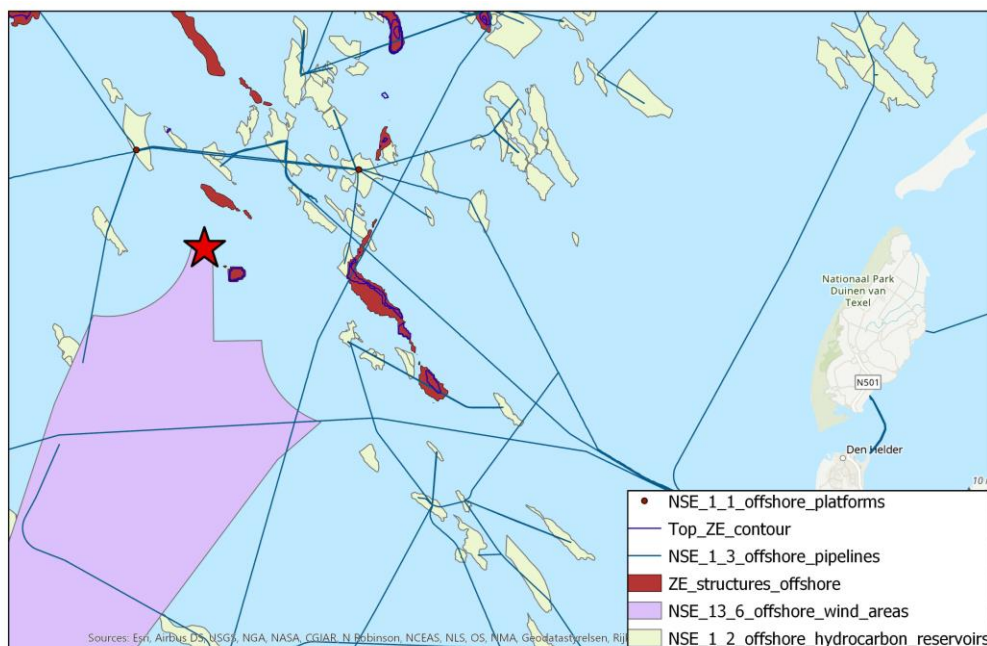 Nationaal Park
Duinen van
Texel
N501
Den Helder
10
NSE_1_1_offshore_platforms
Top_ZE_contour
NSE_1_3_offshore_pipelines
ZE_structures_offshore
NSE_13_6_offshore_wind_areas
NSE_1_2_offshore_hydrocarbon_reservoirs
Sources: Esri, Airbus DS, USGS, NGA, NASA, CGIAR, N Robinson, NCEAS, NLS, OS, NMA, Geodatastyrelsen,